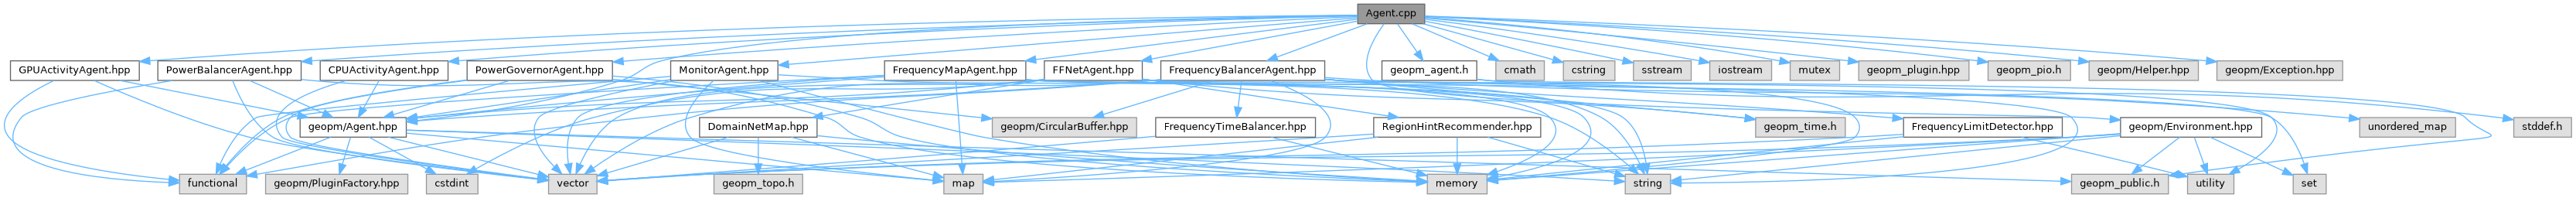 Agent.cpp
GPUActivityAgent.hpp
PowerBalancerAgent.hpp
CPUActivityAgent.hpp
PowerGovernorAgent.hpp
MonitorAgent.hpp
FrequencyMapAgent.hpp
FFNetAgent.hpp
FrequencyBalancerAgent.hpp
geopm_agent.h
cmath
cstring
sstream
iostream
mutex
geopm_plugin.hpp
geopm_pio.h
geopm/Helper.hpp
geopm/Exception.hpp
geopm/Agent.hpp
DomainNetMap.hpp
geopm/CircularBuffer.hpp
FrequencyTimeBalancer.hpp
RegionHintRecommender.hpp
geopm_time.h
FrequencyLimitDetector.hpp
geopm/Environment.hpp
unordered_map
stddef.h
functional
geopm/PluginFactory.hpp
cstdint
vector
geopm_topo.h
map
memory
string
geopm_public.h
utility
set